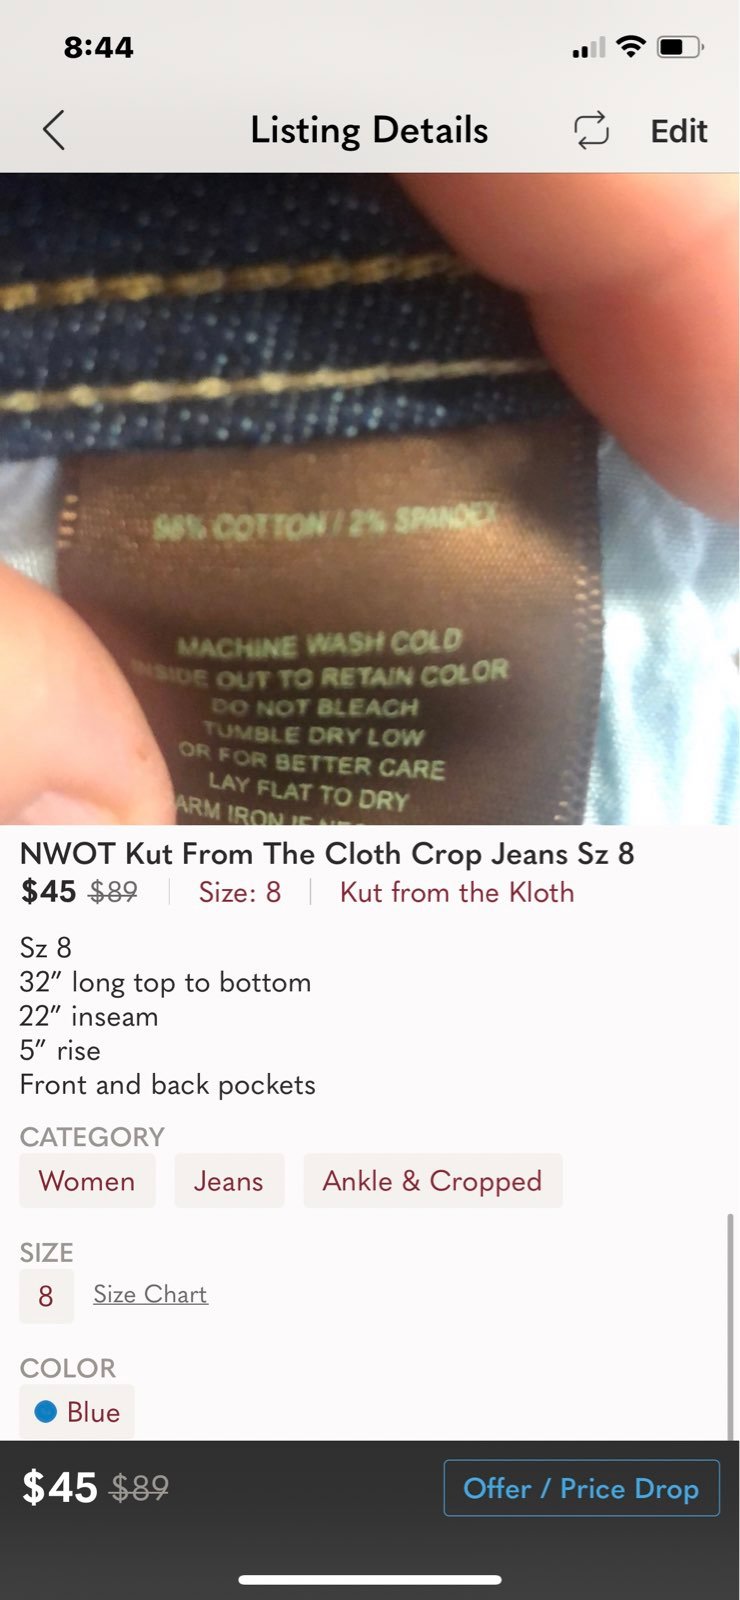 8:44
Listing Details
Edit
98% COTTON / 2% SPANDEX
MACHINE WASH COLD
INSIDE OUT TO RETAIN COLOR
DO NOT BLEACH
TUMBLE DRY LOW
OR FOR BETTER CARE
LAY FLAT TO DRY
ARM IRON IF
NWOT Kut From The Cloth Crop Jeans Sz 8
$45 $89 Size: 8 Kut from the Kloth
Sz 8
32” long top to bottom
22” inseam
5” rise
Front and back pockets
CATEGORY
Women Jeans Ankle & Cropped
SIZE
8 Size Chart
COLOR
Blue
$45 $89 Offer / Price Drop